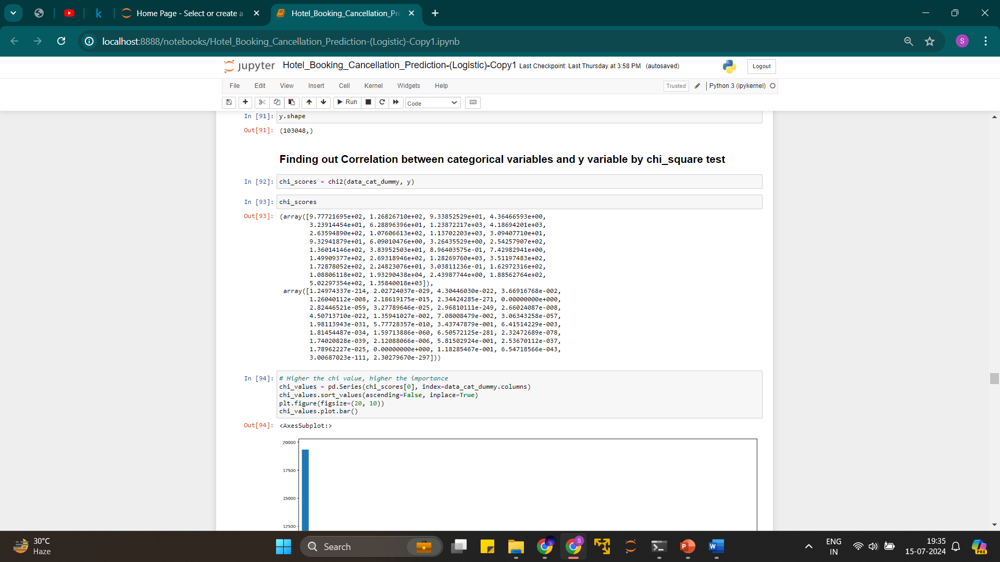 Home Page - Select or create a
Hotel_Booking_Cancellation_Pre
localhost:8888/notebooks/Hotel_Booking_Cancellation_Prediction-(Logistic)-Copy1.ipynb
S
jupyter Hotel_Booking_Cancellation_Prediction-(Logistic)-Copy1 Last Checkpoint: Last Thursday at 3:58 PM (autosaved)
Logout
File Edit View Insert Cell Kernel Widgets Help
Trusted Python 3 (ipykernel)
Run Code
In [91]: y.shape
Out[91]: (103048,)
Finding out Correlation between categorical variables and y variable by chi_square test
In [92]: chi_scores = chi2(data_cat_dummy, y)
In [93]: chi_scores
Out[93]: (array([9.77721695e+02, 1.26826710e+02, 9.33852529e+01, 4.36466593e+00,
3.23914454e+01, 6.28896396e+01, 1.23872217e+03, 4.18694201e+03,
2.63594890e+02, 1.07606613e+02, 1.13702203e+03, 3.09407710e+01,
9.32941879e+01, 6.09010476e+00, 3.26435529e+00, 2.54257907e+02,
1.36014146e+02, 3.83952503e+01, 8.96403575e-01, 7.42982941e+00,
1.49909377e+02, 2.69318946e+02, 1.28269760e+03, 3.51197483e+02,
1.72878052e+02, 2.24823076e+01, 3.03811236e-01, 1.62972316e+02,
1.08806118e+02, 1.93290438e+04, 2.43987744e+00, 1.88562764e+02,
5.02297354e+02, 1.35840018e+03]),
array([1.24974337e-214, 2.02724037e-029, 4.30446030e-022, 3.66916768e-002,
1.26040112e-008, 2.18619175e-015, 2.34424285e-271, 0.00000000e+000,
2.82446521e-059, 3.27789646e-025, 2.96810111e-249, 2.66024087e-008,
4.50713710e-022, 1.35941027e-002, 7.08008479e-002, 3.06343258e-057,
1.98113943e-031, 5.77728357e-010, 3.43747879e-001, 6.41514229e-003,
1.81454487e-034, 1.59713886e-060, 6.50572125e-281, 2.32472689e-078,
1.74020828e-039, 2.12088066e-006, 5.81502924e-001, 2.53670112e-037,
1.78962227e-025, 0.00000000e+000, 1.18285467e-001, 6.54718566e-043,
3.00687023e-111, 2.30279670e-297]))
In [94]: # Higher the chi value, higher the importance
chi_values = pd.Series(chi_scores[0], index=data_cat_dummy.columns)
chi_values.sort_values(ascending=False, inplace=True)
plt.figure(figsize=(20, 10))
chi_values.plot.bar()
Out[94]: <AxesSubplot:>
20000
17500
15000
12500
30°C
Haze
Search
ENG
IN
19:35
15-07-2024
PRE